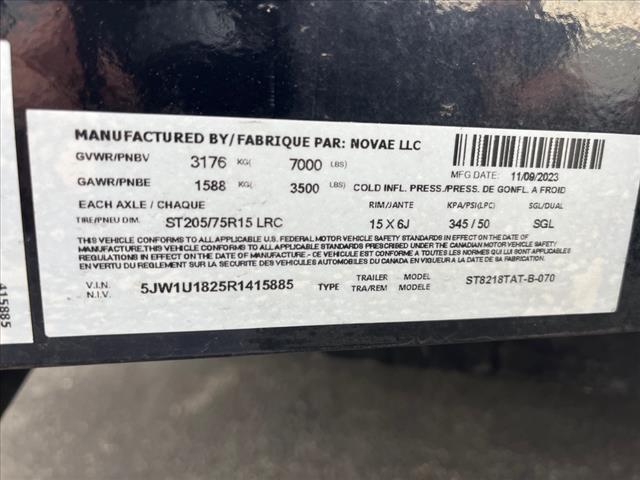 MANUFACTURED BY/FABRIQUE PAR: NOVAE LLC
GVWR/PNBV 3176 KG( 7000 LBS)
MFG DATE: 11/09/2023
GAWR/PNBE 1588 KG( 3500 LBS) COLD INFL. PRESS./PRESS. DE GONFL. A FROID
EACH AXLE / CHAQUE RIM/JANTE KPA/PSI(LPC) SGL/DUAL
TIRE/PNEU DIM. ST205/75R15 LRC 15 X 6J 345/50 SGL
THIS VEHICLE CONFORMS TO ALL APPLICABLE U.S. FEDERAL MOTOR VEHICLE SAFETY STANDARDS IN EFFECT ON THE DATE OF
MANUFACTURE.THIS VEHICLE CONFORMS TO ALL APPLICABLE STANDARDS PRESCRIBED UNDER THE CANADIAN MOTOR VEHICLE SAFETY
REGULATIONS IN EFFECT ON THE DATE OF MANUFACTURE - CE VEHICULE EST CONFORME A TOUTES LES NORMES QUI LUI SONT APPLICABLES
EN VERTU DU REGLEMENT SUR LA SECURITE DES VEHICULES AUTOMOBILES DU CANADA EN VIGUEUR A LA DATE DE SA FABRICATION
V.I.N.
N.I.V. 5JW1U1825R1415885 TYPE TRAILER
TRA/REM MODEL
MODELE ST8218TAT-B-070
415885